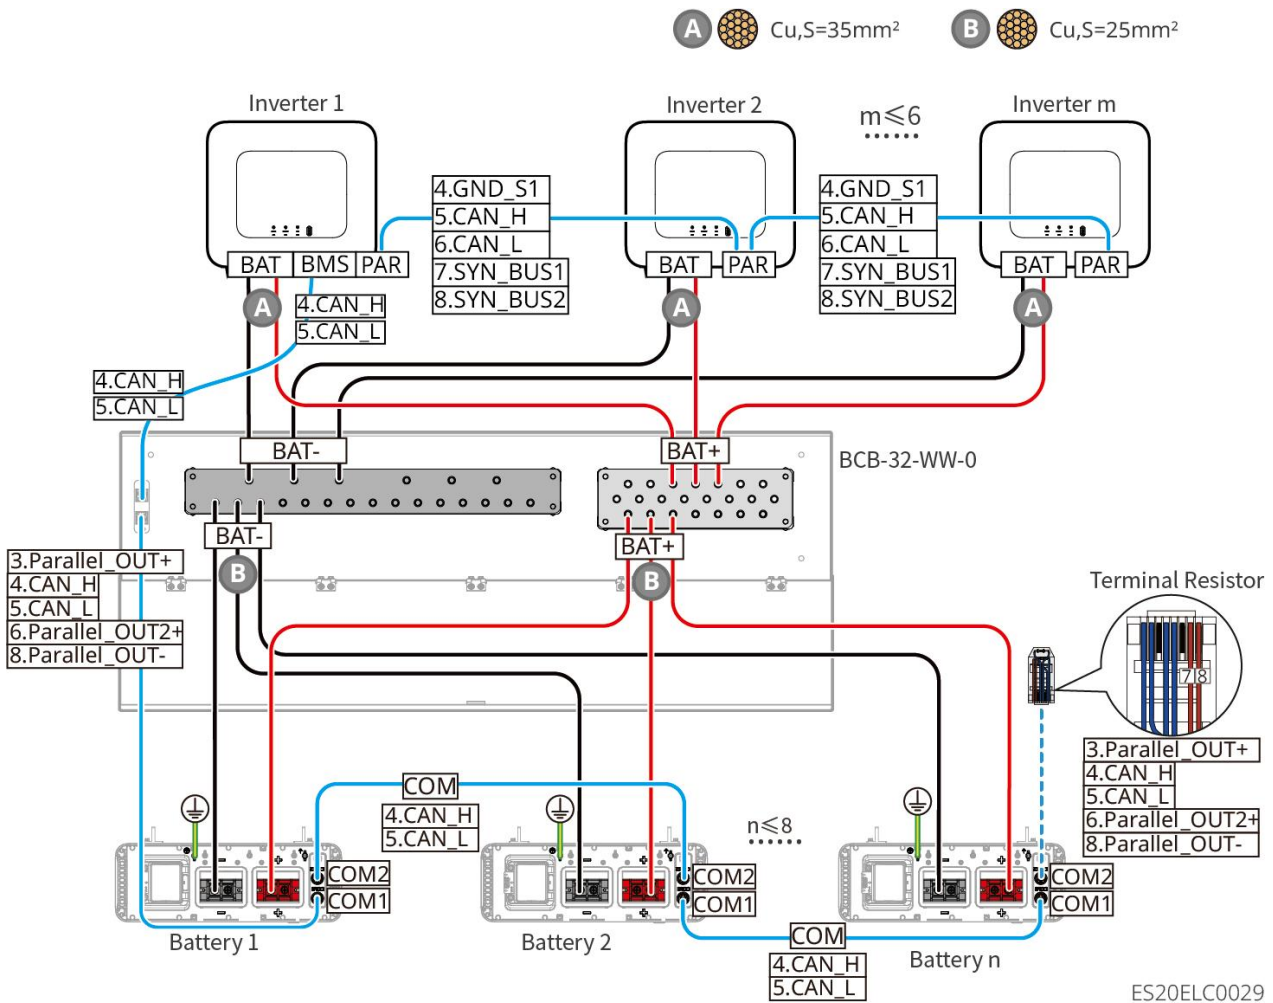 A Cu,S=35mm² B Cu,S=25mm²
Inverter 1
Inverter 2
m≤6
Inverter m
4.GND_S1
5.CAN_H
6.CAN_L
7.SYN_BUS1
8.SYN_BUS2
4.GND_S1
5.CAN_H
6.CAN_L
7.SYN_BUS1
8.SYN_BUS2
BAT BMS PAR
BAT PAR
BAT PAR
A
A
A
4.CAN_H
5.CAN_L
4.CAN_H
5.CAN_L
BAT-
BAT+
BCB-32-WW-0
BAT-
BAT+
B
B
3.Parallel_OUT+
4.CAN_H
5.CAN_L
6.Parallel_OUT2+
8.Parallel_OUT-
Terminal Resistor
7 8
3.Parallel_OUT+
4.CAN_H
5.CAN_L
6.Parallel_OUT2+
8.Parallel_OUT-
COM
4.CAN_H
5.CAN_L
n≤8
- +
- +
- +
COM2
COM1
COM2
COM1
COM2
COM1
- +
- +
- +
Battery 1
Battery 2
COM
4.CAN_H
5.CAN_L
Battery n
ES20ELC0029